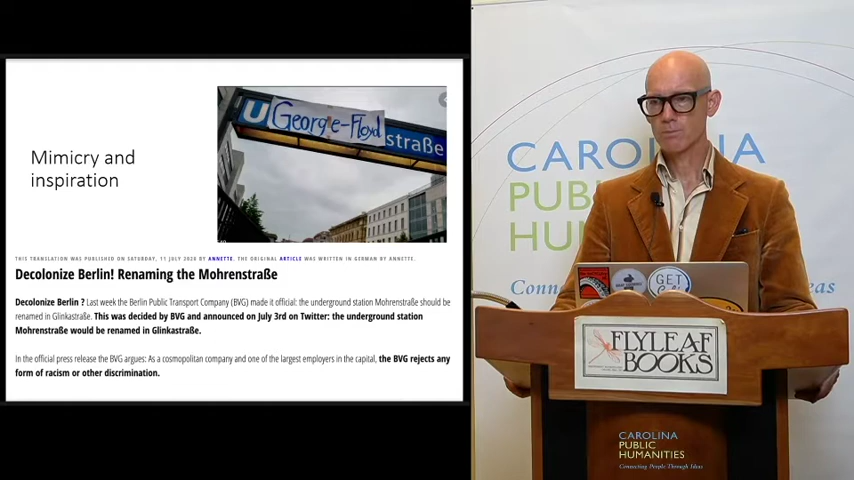 Mimicry and
inspiration
U George-Floyd
straße
THIS TRANSLATION WAS PUBLISHED ON SATURDAY, 11 JULY 2020 BY ANNETTE. THE ORIGINAL ARTICLE WAS WRITTEN IN GERMAN BY ANNETTE.
Decolonize Berlin! Renaming the Mohrenstraße
Decolonize Berlin ? Last week the Berlin Public Transport Company (BVG) made it official: the underground station Mohrenstraße should be
renamed in Glinkastraße. This was decided by BVG and announced on July 3rd on Twitter: the underground station
Mohrenstraße would be renamed in Glinkastraße.
In the official press release the BVG argues: As a cosmopolitan company and one of the largest employers in the capital, the BVG rejects any
form of racism or other discrimination.
CAROLINA
PUB
HUM
Conn
eas
GET
FLYLEAF
BOOKS
CAROLINA
PUBLIC
HUMANITIES
Connecting People Through Ideas